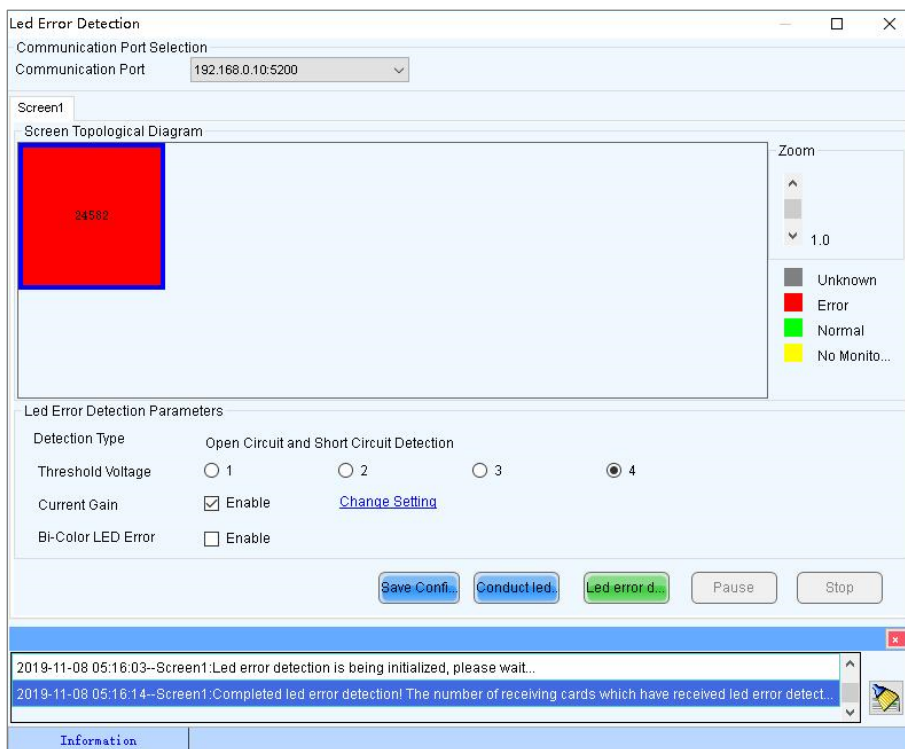 Led Error Detection
Communication Port Selection
Communication Port 192.168.0.10:5200
Screen1
Screen Topological Diagram
Zoom
24582
1.0
Unknown
Error
Normal
No Monito...
Led Error Detection Parameters
Detection Type Open Circuit and Short Circuit Detection
Threshold Voltage 1 2 3 4
Current Gain Enable Change Setting
Bi-Color LED Error Enable
Save Confi... Conduct led.. Led error d... Pause Stop
2019-11-08 05:16:03--Screen1:Led error detection is being initialized, please wait...
2019-11-08 05:16:14--Screen1:Completed led error detection! The number of receiving cards which have received led error detect...
Information